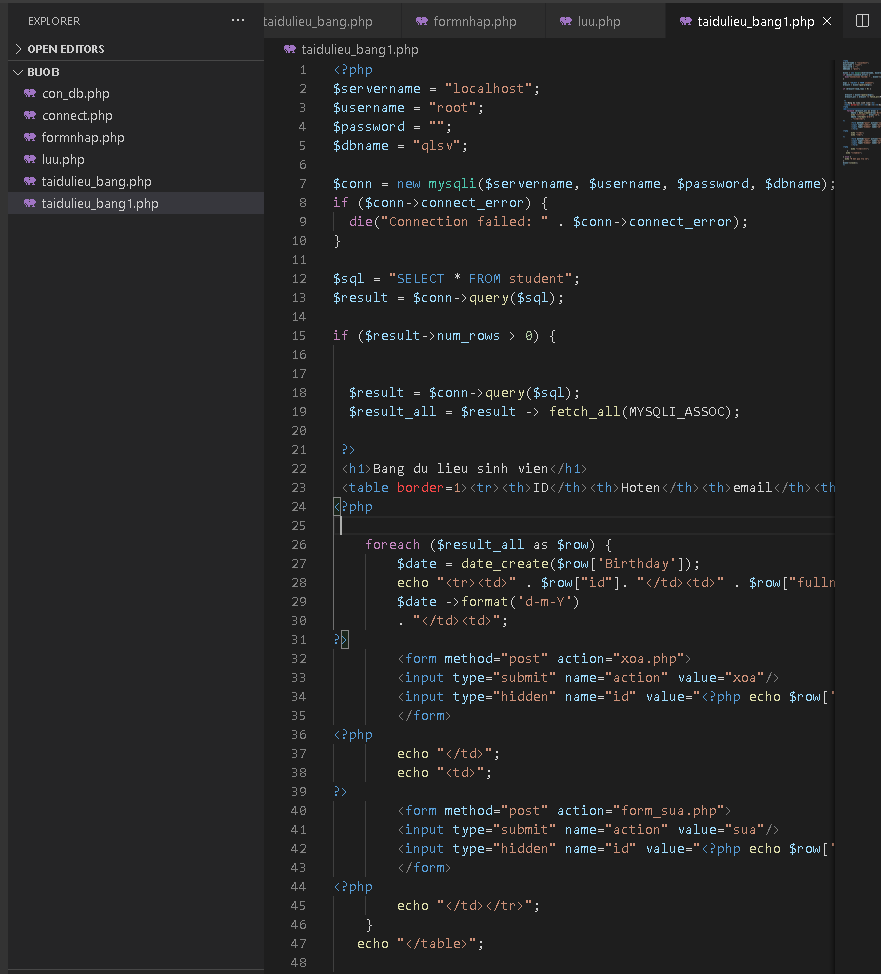 EXPLORER
···
OPEN EDITORS
BUOB
con_db.php
connect.php
formnhap.php
luu.php
taidulieu_bang.php
taidulieu_bang1.php
taidulieu_bang.php
formnhap.php
luu.php
taidulieu_bang1.php
taidulieu_bang1.php
1 <?php
2 $servername = "localhost";
3 $username = "root";
4 $password = "";
5 $dbname = "qlsv";
6
7 $conn = new mysqli($servername, $username, $password, $dbname);
8 if ($conn->connect_error) {
9 die("Connection failed: " . $conn->connect_error);
10 }
11
12 $sql = "SELECT * FROM student";
13 $result = $conn->query($sql);
14
15 if ($result->num_rows > 0) {
16
17
18 $result = $conn->query($sql);
19 $result_all = $result -> fetch_all(MYSQLI_ASSOC);
20
21 ?>
22 <h1>Bang du lieu sinh vien</h1>
23 <table border=1><tr><th>ID</th><th>Hoten</th><th>email</th><th
24 <?php
25
26 foreach ($result_all as $row) {
27 $date = date_create($row['Birthday']);
28 echo "<tr><td>" . $row["id"]. "</td><td>" . $row["fulln
29 $date ->format('d-m-Y')
30 . "</td><td>";
31 ?>
32 <form method="post" action="xoa.php">
33 <input type="submit" name="action" value="xoa"/>
34 <input type="hidden" name="id" value="<?php echo $row['
35 </form>
36 <?php
37 echo "</td>";
38 echo "<td>";
39 ?>
40 <form method="post" action="form_sua.php">
41 <input type="submit" name="action" value="sua"/>
42 <input type="hidden" name="id" value="<?php echo $row['
43 </form>
44 <?php
45 echo "</td></tr>";
46 }
47 echo "</table>";
48